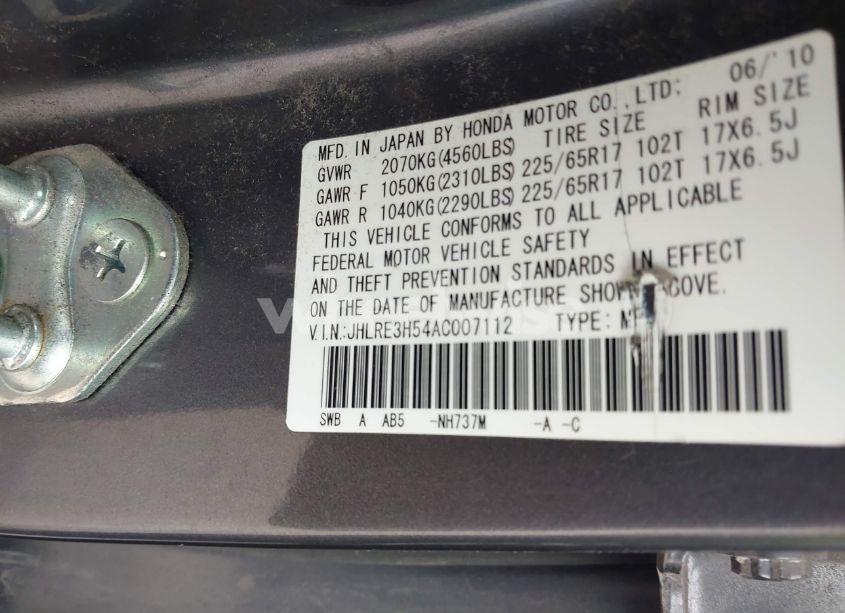 06/'10
MFD. IN JAPAN BY HONDA MOTOR CO.,LTD;
GVWR 2070KG(4560LBS) TIRE SIZE RIM SIZE
GAWR F 1050KG(2310LBS) 225/65R17 102T 17X6.5J
GAWR R 1040KG(2290LBS) 225/65R17 102T 17X6.5J
THIS VEHICLE CONFORMS TO ALL APPLICABLE
FEDERAL MOTOR VEHICLE SAFETY
AND THEFT PREVENTION STANDARDS IN EFFECT
ON THE DATE OF MANUFACTURE
V.I.N.:JHLRE3H54AC007112 TYPE:
SWB A AB5 -NH737M -A -C